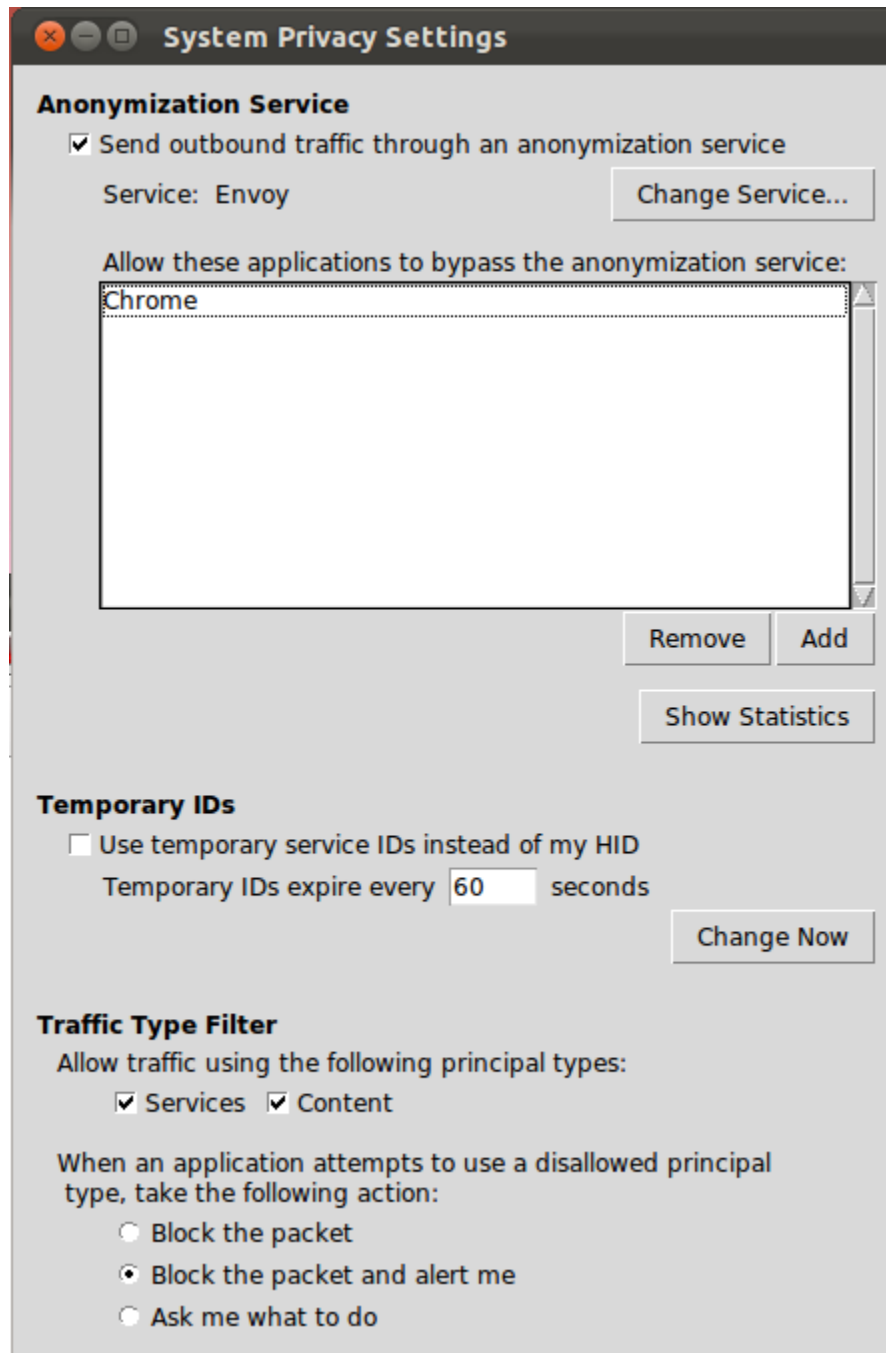 System Privacy Settings
Anonymization Service
Send outbound traffic through an anonymization service
Service: Envoy
Change Service...
Allow these applications to bypass the anonymization service:
Chrome
Remove
Add
Show Statistics
Temporary IDs
Use temporary service IDs instead of my HID
Temporary IDs expire every 60 seconds
Change Now
Traffic Type Filter
Allow traffic using the following principal types:
Services Content
When an application attempts to use a disallowed principal
type, take the following action:
Block the packet
Block the packet and alert me
Ask me what to do